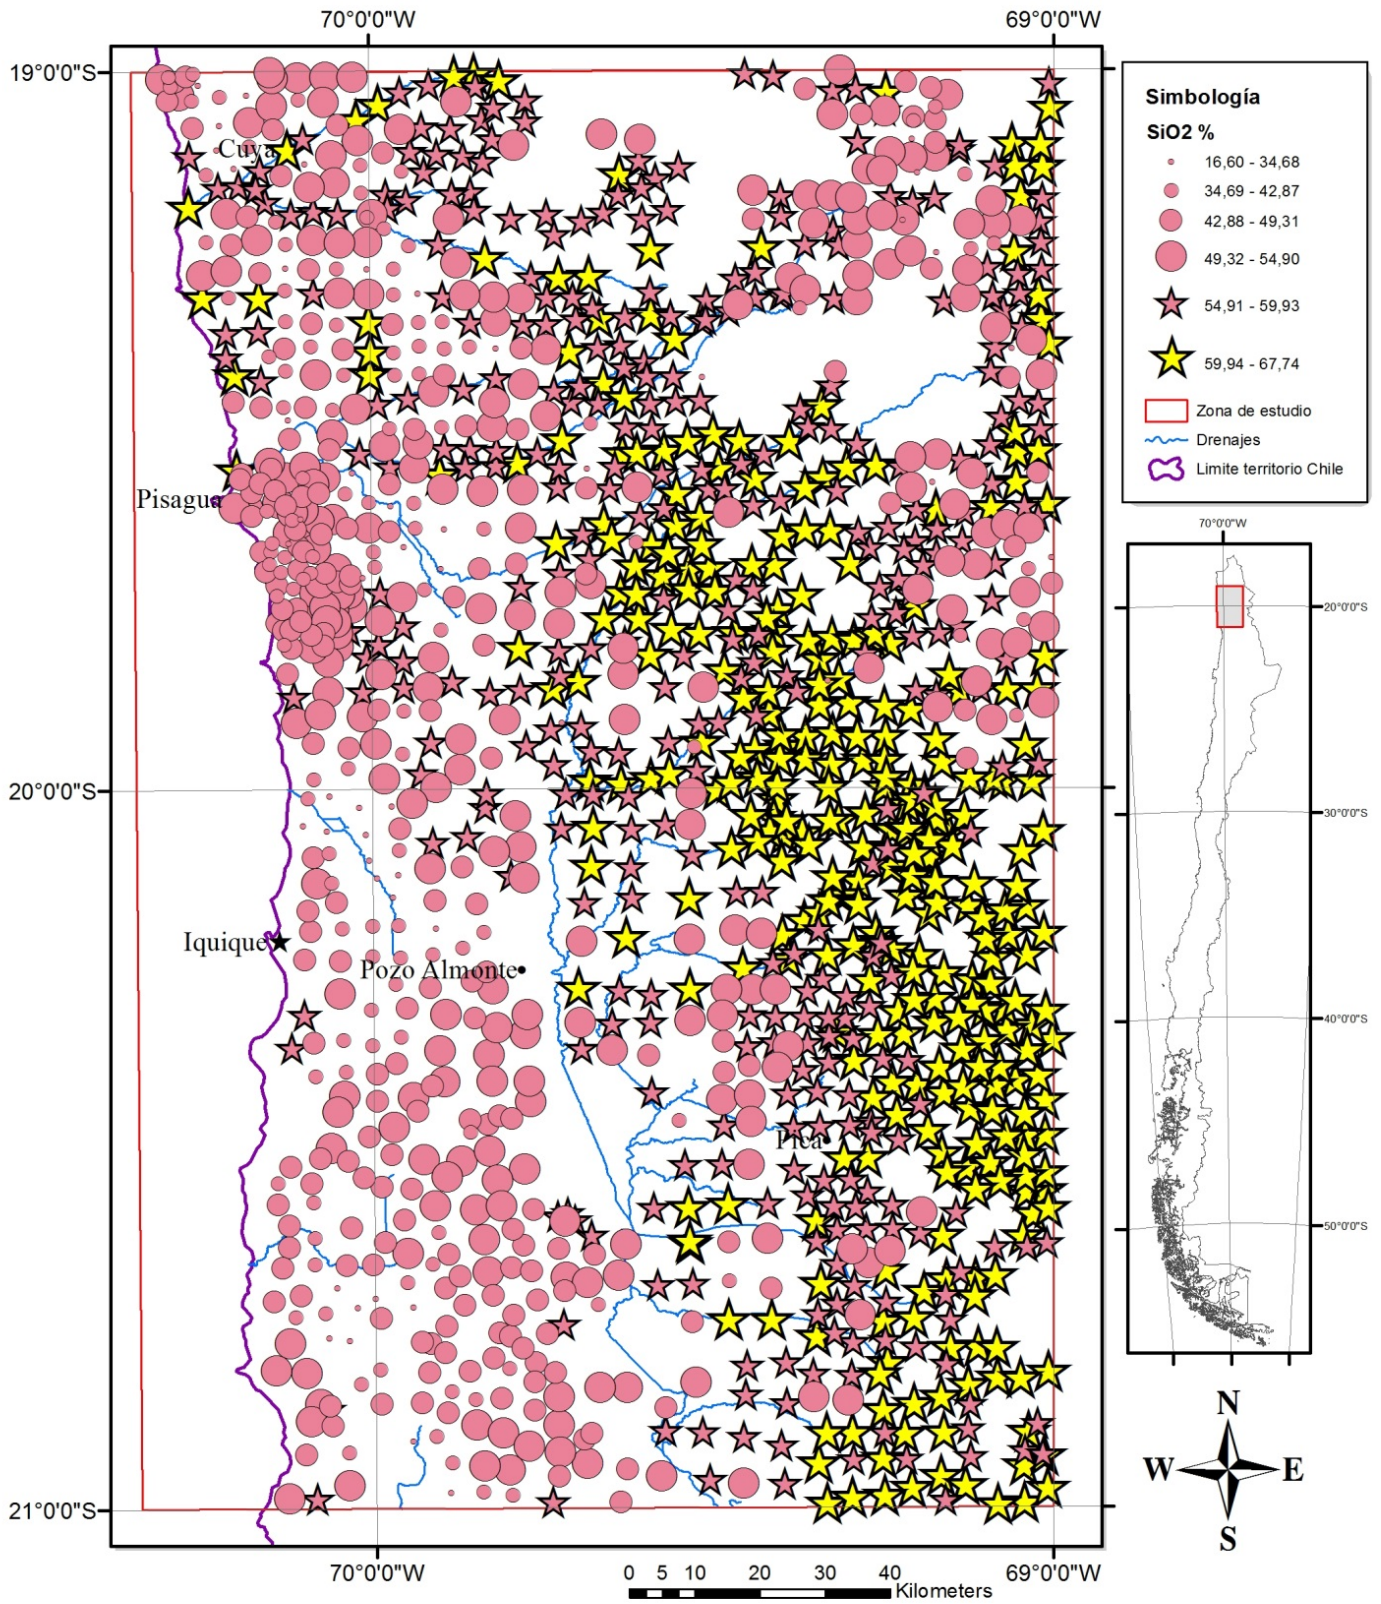 70°0'0"W
69°0'0"W
19°0'0"S
Cuya
Pisagua
20°0'0"S
Iquique
Pozo Almonte
Pica
21°0'0"S
70°0'0"W
69°0'0"W
0 5 10 20 30 40
Kilometers
Simbología
SiO2 %
16,60 - 34,68
34,69 - 42,87
42,88 - 49,31
49,32 - 54,90
54,91 - 59,93
59,94 - 67,74
Zona de estudio
Drenajes
Limite territorio Chile
70°0'0"W
20°0'0"S
30°0'0"S
40°0'0"S
50°0'0"S
N
W E
S